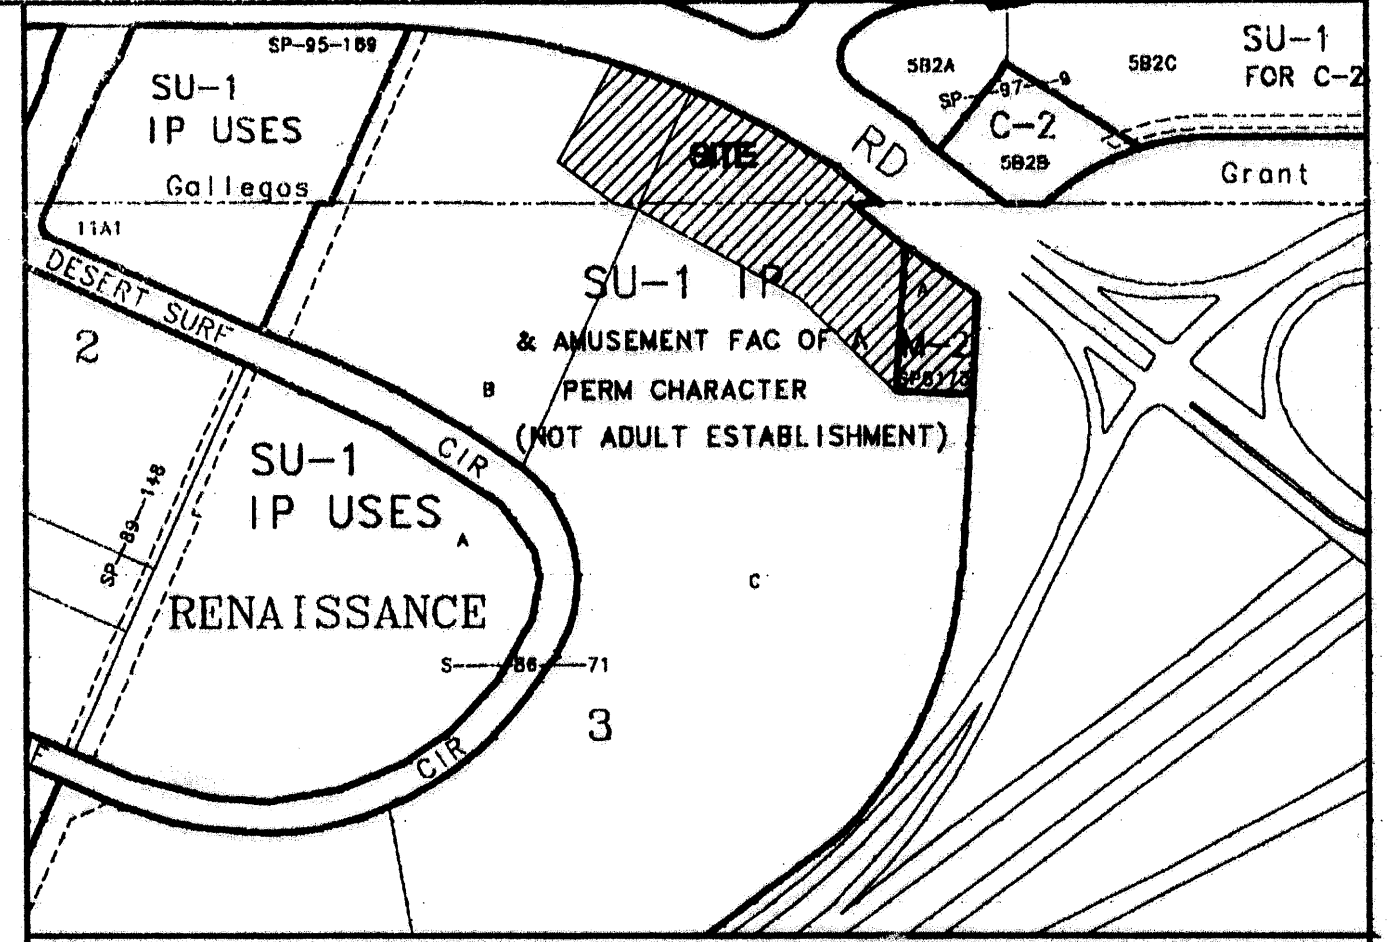 SP-95-169
SU-1
IP USES
Gallegos
11A1
SITE
RD
5B2A
SP---97---9
C-2
5B2B
5B2C
SU-1
FOR C-2
Grant
DESERT SURF
CIR
2
SU-1 IP
& AMUSEMENT FAC OF A
PERM CHARACTER
(NOT ADULT ESTABLISHMENT)
A
M-2
B
SU-1
IP USES
A
SP--89--148
RENAISSANCE
C
S---86---71
3
CIR
F